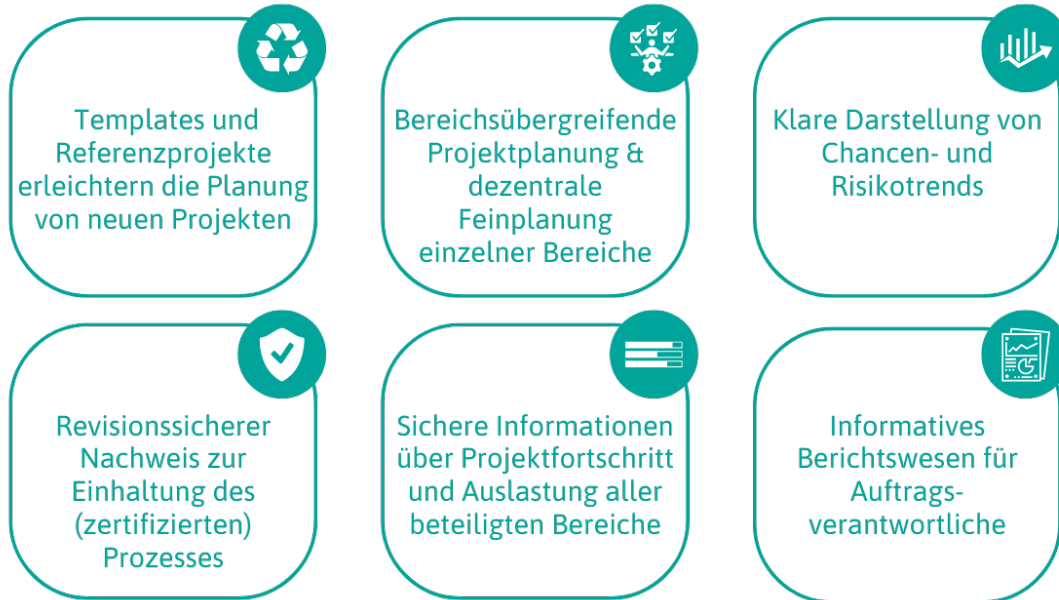 Templates und
Referenzprojekte
erleichtern die Planung
von neuen Projekten
Bereichsübergreifende
Projektplanung &
dezentrale
Feinplanung
einzelner Bereiche
Klare Darstellung von
Chancen- und
Risikotrends
Revisionssicherer
Nachweis zur
Einhaltung des
(zertifizierten)
Prozesses
Sichere Informationen
über Projektfortschritt
und Auslastung aller
beteiligten Bereiche
Informatives
Berichtswesen für
Auftrags-
verantwortliche